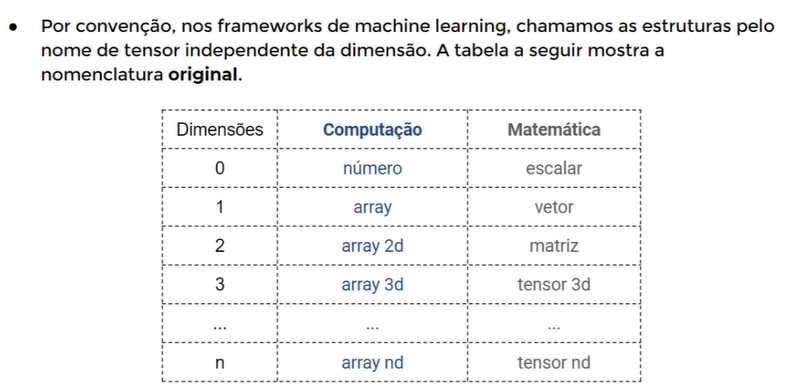 ● Por convenção, nos frameworks de machine learning, chamamos as estruturas pelo
nome de tensor independente da dimensão. A tabela a seguir mostra a
nomenclatura original.
Dimensões Computação Matemática
0 número escalar
1 array vetor
2 array 2d matriz
3 array 3d tensor 3d
... ... ...
n array nd tensor nd